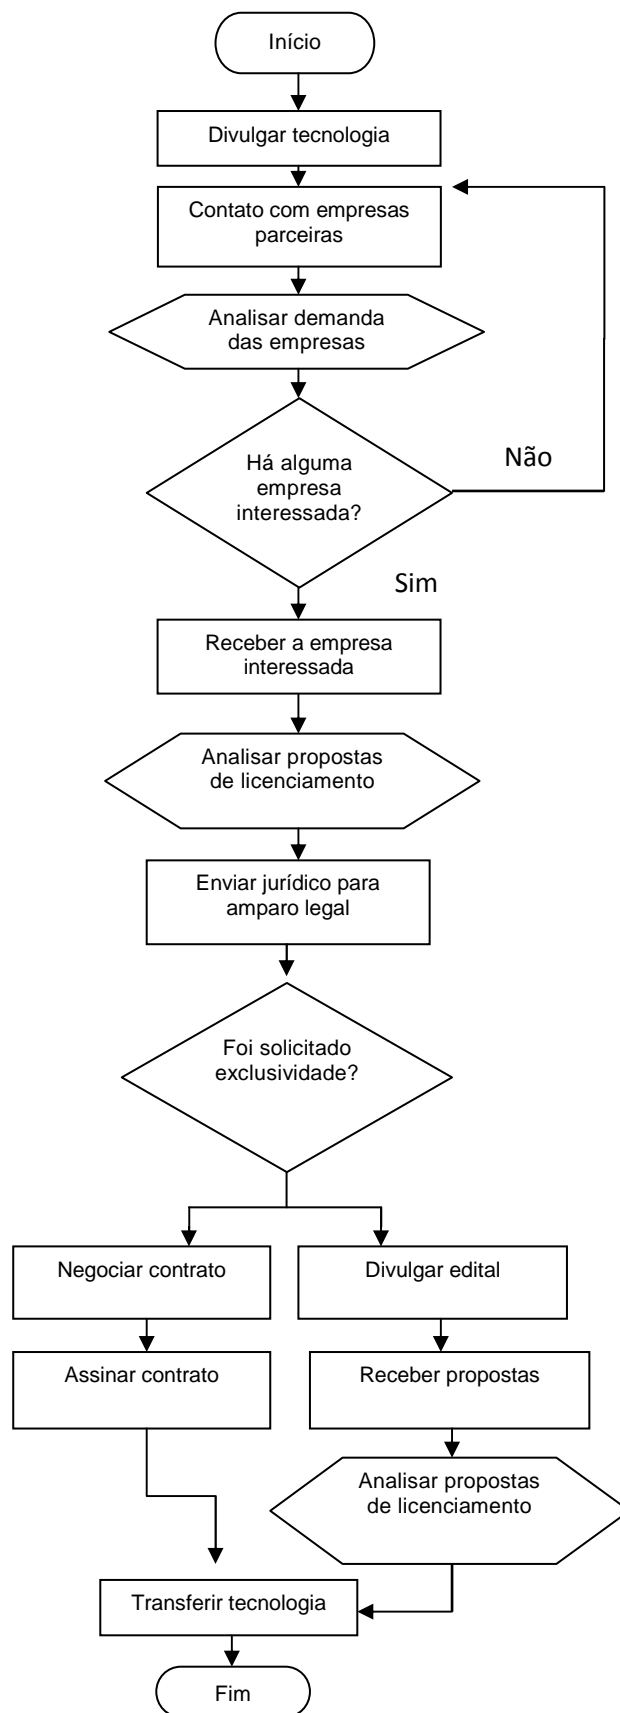 Início
Divulgar tecnologia
Contato com empresas
parceiras
Analisar demanda
das empresas
Há alguma
empresa
interessada?
Não
Sim
Receber a empresa
interessada
Analisar propostas
de licenciamento
Enviar jurídico para
amparo legal
Foi solicitado
exclusividade?
Negociar contrato
Divulgar edital
Assinar contrato
Receber propostas
Analisar propostas
de licenciamento
Transferir tecnologia
Fim